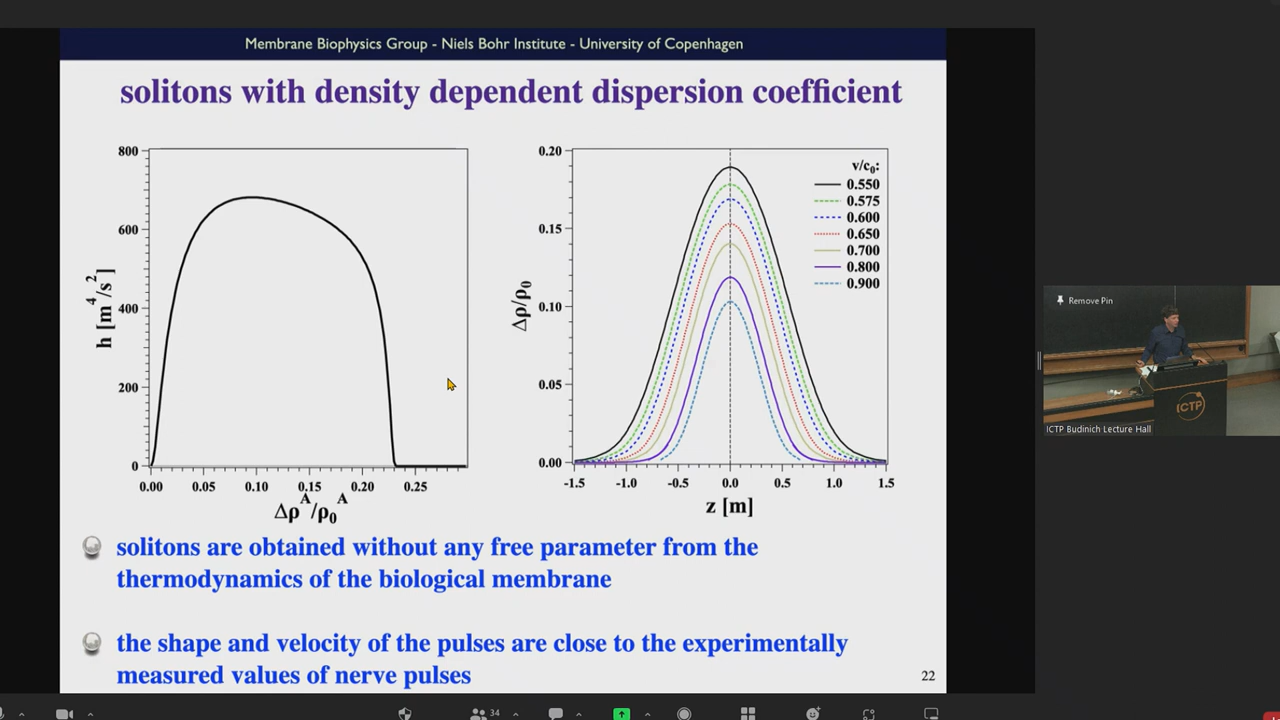 Membrane Biophysics Group - Niels Bohr Institute - University of Copenhagen
solitons with density dependent dispersion coefficient
800
600
400
200
0
h [m⁴/s²]
0.00 0.05 0.10 0.15 0.20 0.25
Δρᴬ/ρ₀ᴬ
0.20
0.15
0.10
0.05
0.00
Δρ/ρ₀
v/c₀:
0.550
0.575
0.600
0.650
0.700
0.800
0.900
-1.5 -1.0 -0.5 0.0 0.5 1.0 1.5
z [m]
solitons are obtained without any free parameter from the
thermodynamics of the biological membrane
the shape and velocity of the pulses are close to the experimentally
measured values of nerve pulses
22
Remove Pin
ICTP
ICTP Budinich Lecture Hall
34